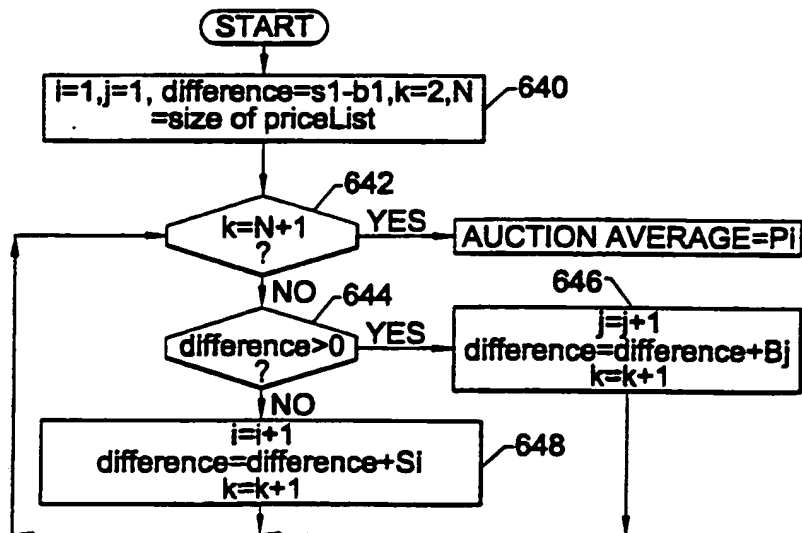 START
i=1,j=1, difference=s1-b1,k=2,N
=size of priceList
640
642
k=N+1
?
YES
AUCTION AVERAGE=Pi
NO
644
646
difference>0
?
YES
j=j+1
difference=difference+Bj
k=k+1
NO
i=i+1
difference=difference+Si
k=k+1
648